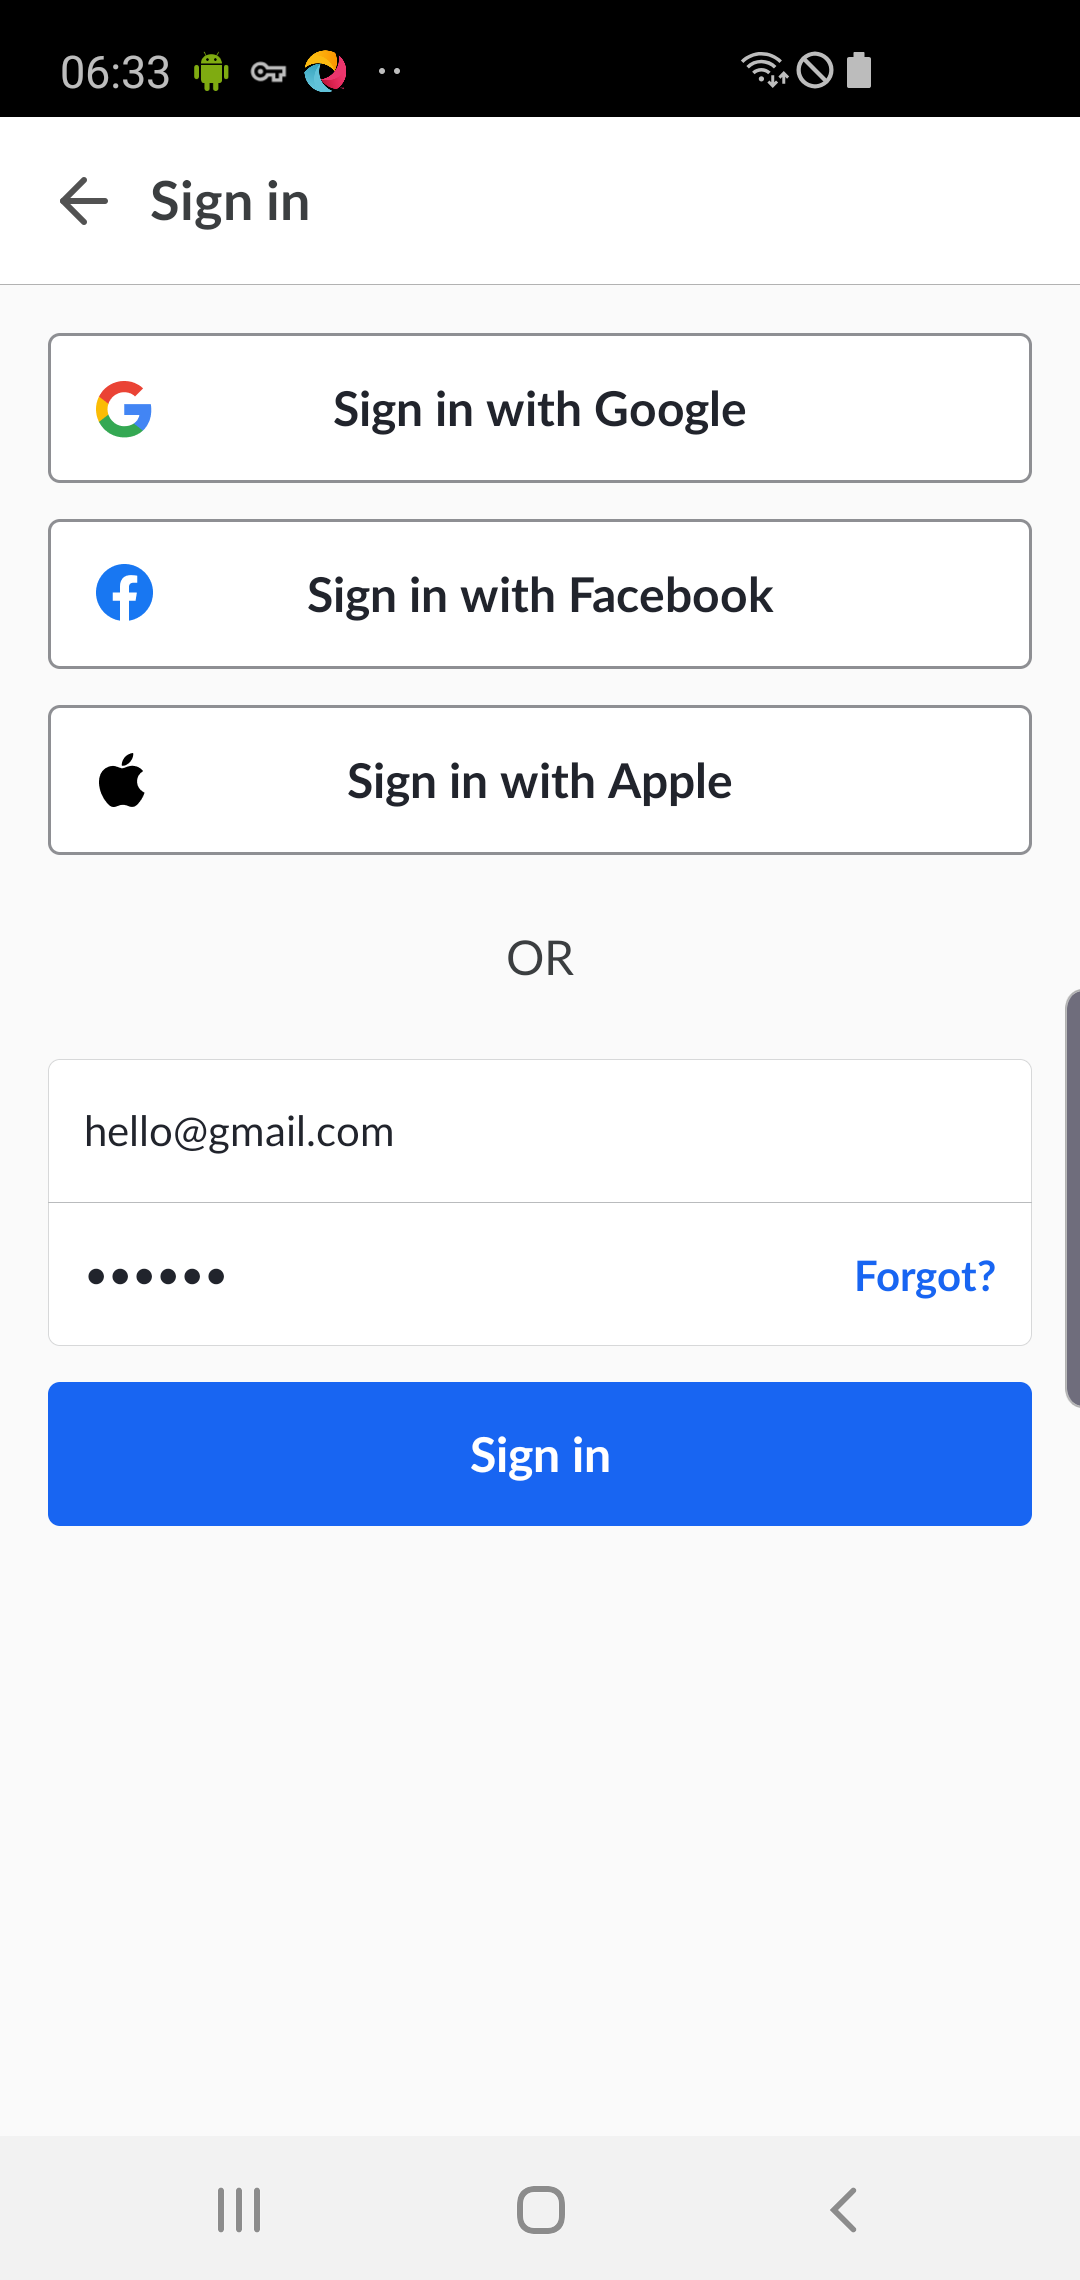 06:33
Sign in
Sign in with Google
Sign in with Facebook
Sign in with Apple
OR
hello@gmail.com
••••••
Forgot?
Sign in